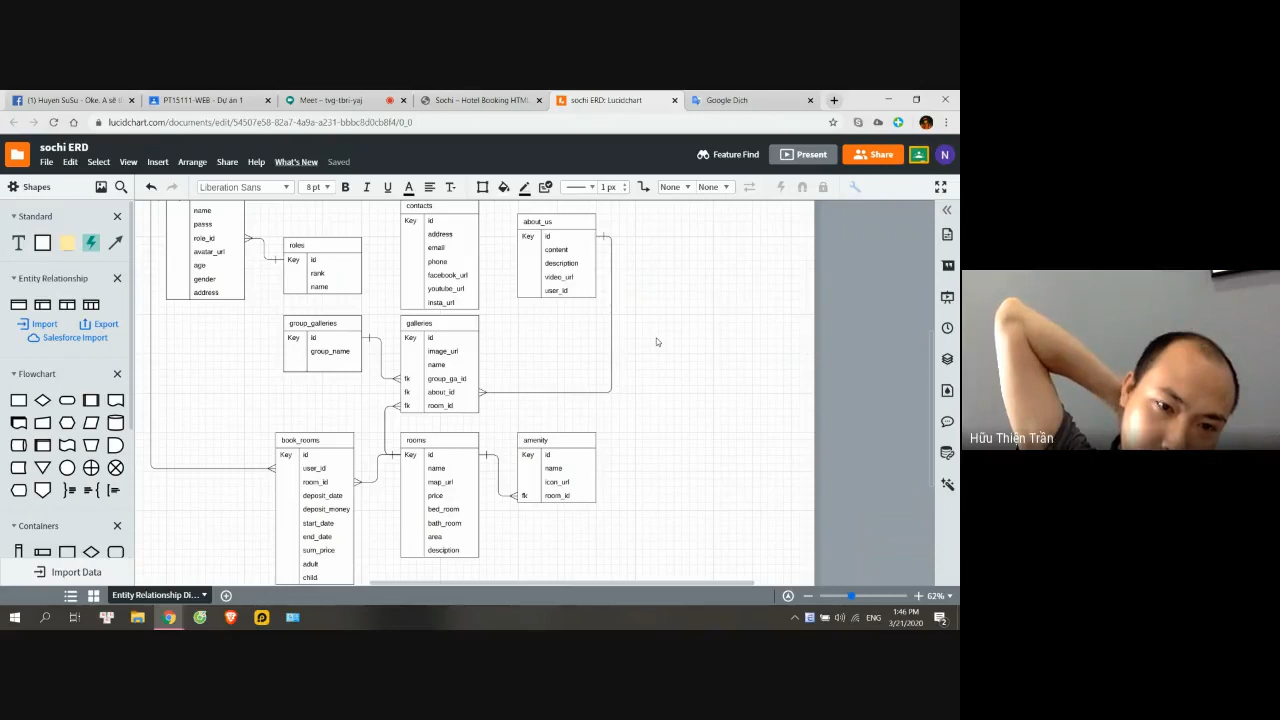 (1) Huyen SuSu - Oke. A sẽ
PT15111-WEB - Dự án 1
Meet – tvg-tbri-yaj
Sochi – Hotel Booking HTML
sochi ERD: Lucidchart
Google Dịch
lucidchart.com/documents/edit/54507e58-82a7-4a9a-a231-bbbc8d0cb8f4/0_0
sochi ERD
File Edit Select View Insert Arrange Share Help What's New Saved
Feature Find
Present
Share
N
Shapes
Liberation Sans
8 pt
B I U A T
1 px
None
None
Standard
T
Entity Relationship
Import
Export
Salesforce Import
Flowchart
Containers
Import Data
name
passs
role_id
avatar_url
age
gender
address
roles
Key id
rank
name
contacts
Key id
address
email
phone
facebook_url
youtube_url
insta_url
about_us
Key id
content
description
video_url
user_id
group_galleries
Key id
group_name
galleries
Key id
image_url
name
fk group_ga_id
fk about_id
fk room_id
book_rooms
Key id
user_id
room_id
deposit_date
deposit_money
start_date
end_date
sum_price
adult
child
rooms
Key id
name
map_url
price
bed_room
bath_room
area
desciption
amenity
Key id
name
icon_url
fk room_id
Entity Relationship Di...
62%
ENG
1:46 PM
3/21/2020
2
Hữu Thiện Trần